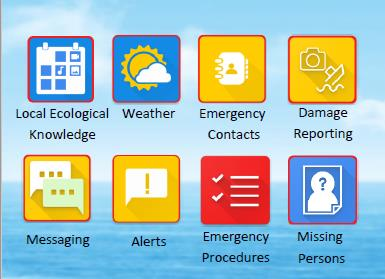 Local Ecological Knowledge
Weather
Emergency Contacts
Damage Reporting
Messaging
Alerts
Emergency Procedures
Missing Persons